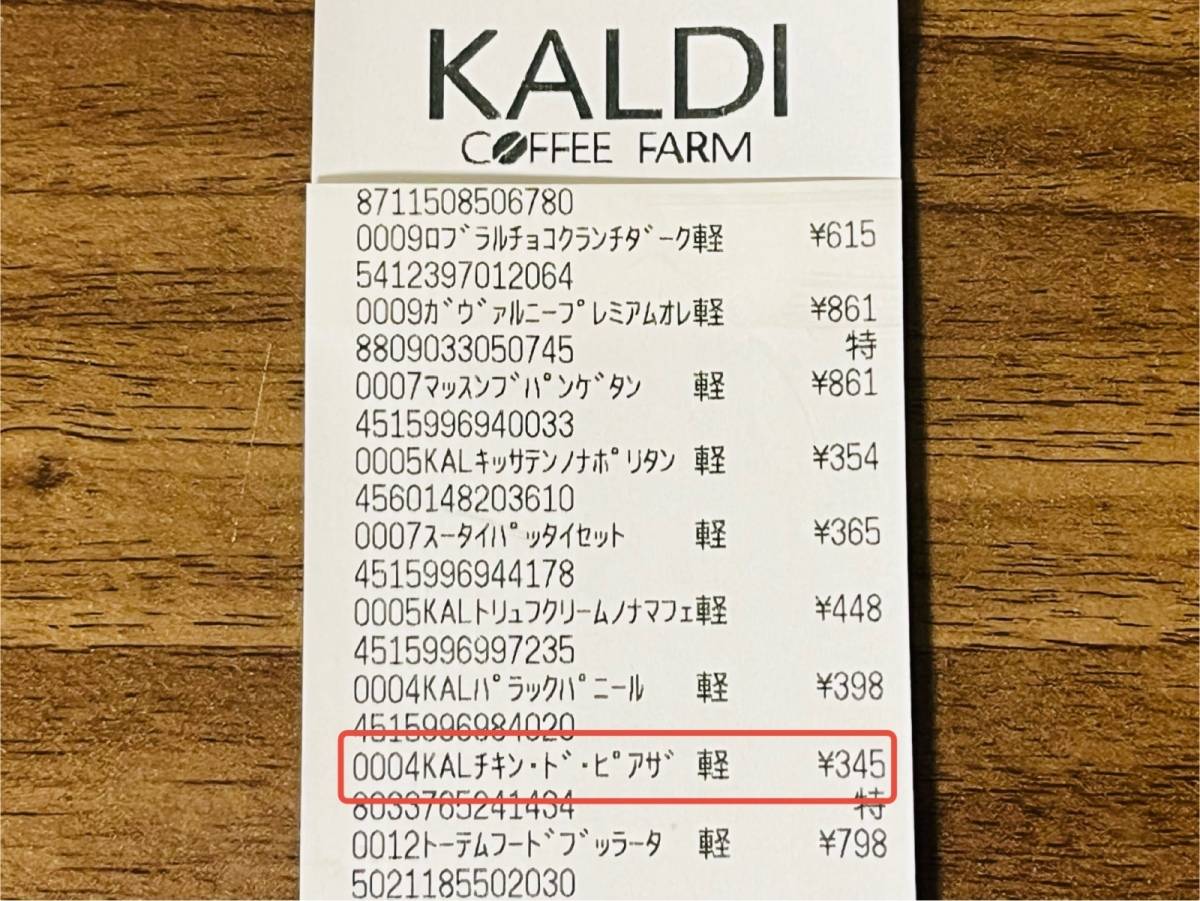 KALDI
COFFEE FARM
8711508506780
0009ロブラルチョコクランチダーク軽 ¥615
5412397012064
0009ガヴァルニープレミアムオレ軽 ¥861
8809033050745 特
0007マッスンブパンゲタン 軽 ¥861
4515996940033
0005KALキッサテンノナポリタン 軽 ¥354
4560148203610
0007スータイパッタイセット 軽 ¥365
4515996944178
0005KALトリュフクリームノナマフェ軽 ¥448
4515996997235
0004KALパラックパニール 軽 ¥398
4515996984020
0004KALチキン・ド・ピアザ 軽 ¥345
8033765241434 特
0012トーテムフードブッラータ 軽 ¥798
5021185502030